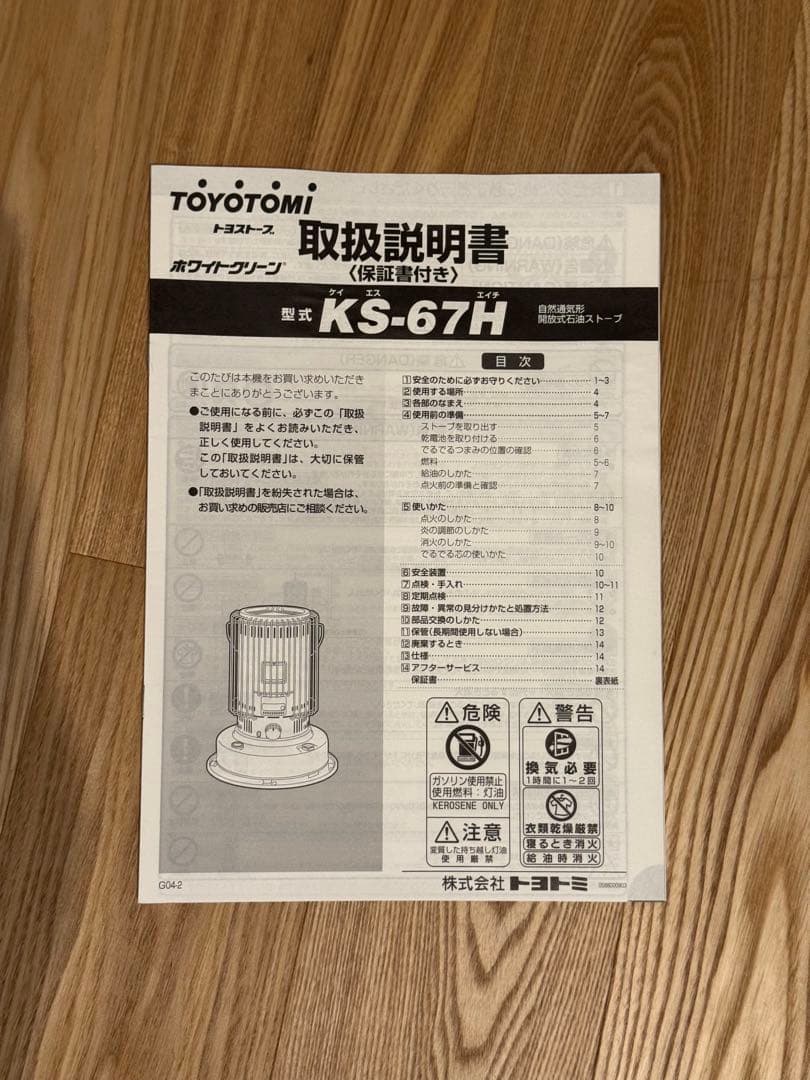 TOYOTOMI
トヨストーブ
ホワイトクリーン®
取扱説明書
〈保証書付き〉
ケイ エス エイチ
型式 KS-67H
自然通気形
開放式石油ストーブ
このたびは本機をお買い求めいただき
まことにありがとうございます。
●ご使用になる前に、必ずこの「取扱
説明書」をよくお読みいただき、
正しく使用してください。
この「取扱説明書」は、大切に保管
しておいてください。
●「取扱説明書」を紛失された場合は、
お買い求めの販売店にご相談ください。
目次
1 安全のために必ずお守りください…………1~3
2 使用する場所…………4
3 各部のなまえ…………4
4 使用前の準備…………5~7
ストーブを取り出す 5
乾電池を取り付ける 6
でるでるつまみの位置の確認 6
燃料 5~6
給油のしかた 7
点火前の準備と確認 7
5 使いかた…………8~10
点火のしかた 8
炎の調節のしかた 9
消火のしかた 9~10
でるでる芯の使いかた 10
6 安全装置…………10
7 点検・手入れ…………10~11
8 定期点検…………11
9 故障・異常の見分けかたと処置方法…………12
10 部品交換のしかた…………12
11 保管(長期間使用しない場合)…………13
12 廃棄するとき…………14
13 仕様…………14
14 アフターサービス…………14
保証書…………裏表紙
危険
ガソリン使用禁止
使用燃料:灯油
KEROSENE ONLY
注意
変質した持ち越し灯油
使用厳禁
警告
換気必要
1時間に1~2回
衣類乾燥厳禁
寝るとき消火
給油時消火
G04-2
株式会社 トヨトミ